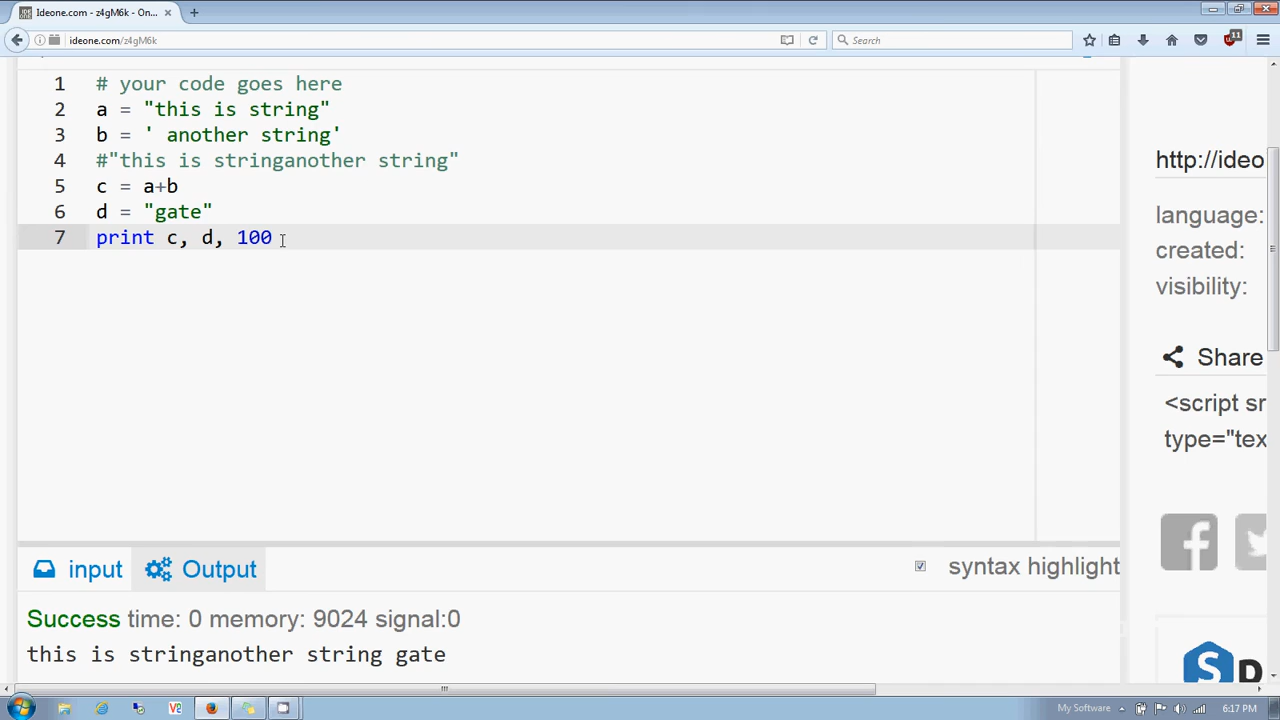 Ideone.com - z4gM6k - On...
ideone.com/z4gM6k
Search
11
1 # your code goes here
2 a = "this is string"
3 b = ' another string'
4 #"this is stringanother string"
5 c = a+b
6 d = "gate"
7 print c, d, 100
http://ideo
language:
created:
visibility:
Share
<script sr
type="tex
input
Output
syntax highlight
Success time: 0 memory: 9024 signal:0
this is stringanother string gate
D
My Software
6:17 PM